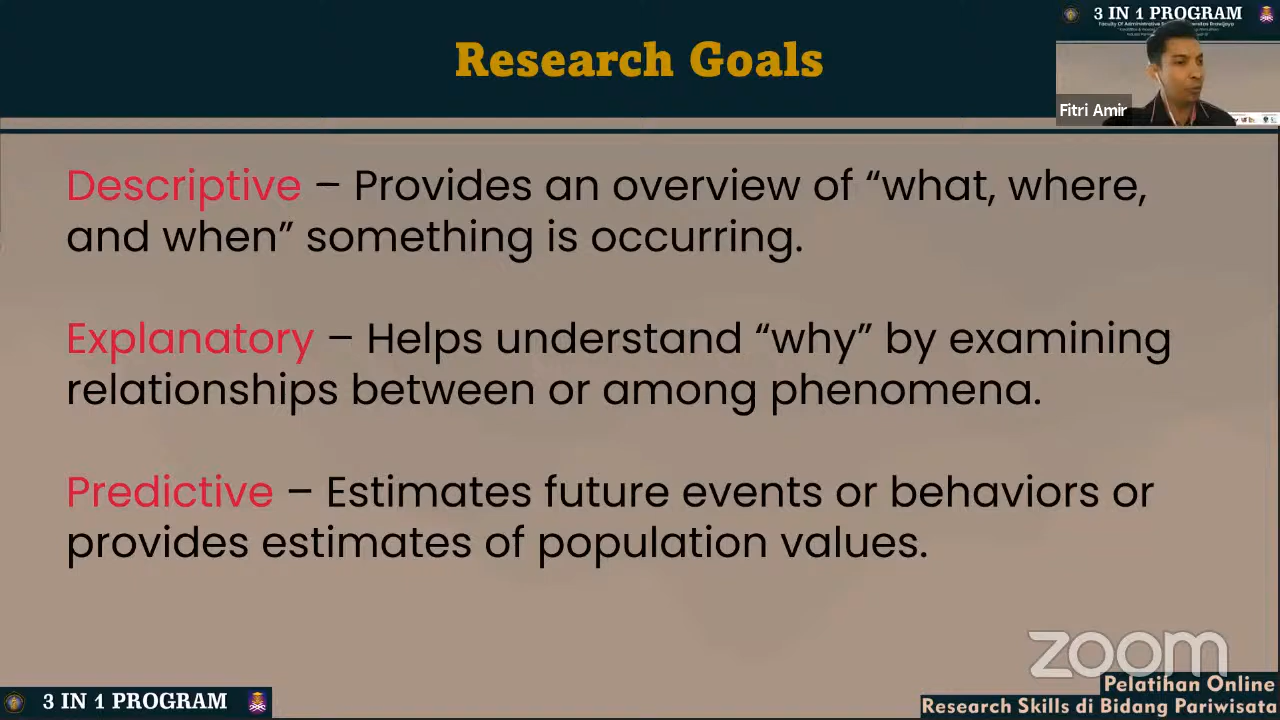 Research Goals
3 IN 1 PROGRAM
Fitri Amir
Descriptive – Provides an overview of “what, where,
and when” something is occurring.
Explanatory – Helps understand “why” by examining
relationships between or among phenomena.
Predictive – Estimates future events or behaviors or
provides estimates of population values.
zoom
3 IN 1 PROGRAM
Pelatihan Online
Research Skills di Bidang Pariwisata